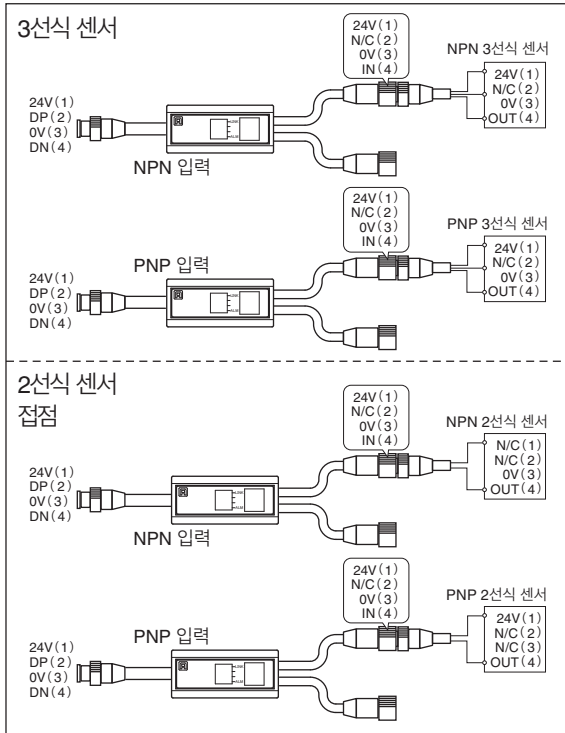 3선식 센서
24V(1)
N/C(2)
0V(3)
IN(4)
NPN 3선식 센서
24V(1)
N/C(2)
0V(3)
OUT(4)
24V(1)
DP(2)
0V(3)
DN(4)
NPN 입력
24V(1)
N/C(2)
0V(3)
IN(4)
PNP 3선식 센서
24V(1)
N/C(2)
0V(3)
OUT(4)
PNP 입력
24V(1)
DP(2)
0V(3)
DN(4)
2선식 센서
접점
24V(1)
N/C(2)
0V(3)
IN(4)
NPN 2선식 센서
N/C(1)
N/C(2)
0V(3)
OUT(4)
24V(1)
DP(2)
0V(3)
DN(4)
NPN 입력
24V(1)
N/C(2)
0V(3)
IN(4)
PNP 2선식 센서
24V(1)
N/C(2)
N/C(3)
OUT(4)
PNP 입력
24V(1)
DP(2)
0V(3)
DN(4)